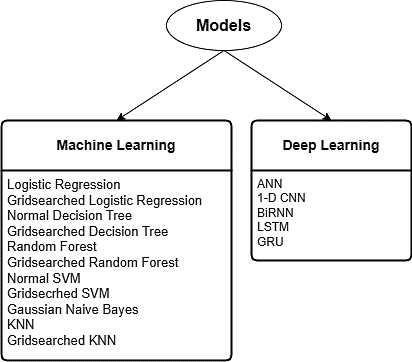 Models
Machine Learning
Logistic Regression
Gridsearched Logistic Regression
Normal Decision Tree
Gridsearched Decision Tree
Random Forest
Gridsearched Random Forest
Normal SVM
Gridsecrhed SVM
Gaussian Naive Bayes
KNN
Gridsearched KNN
Deep Learning
ANN
1-D CNN
BiRNN
LSTM
GRU